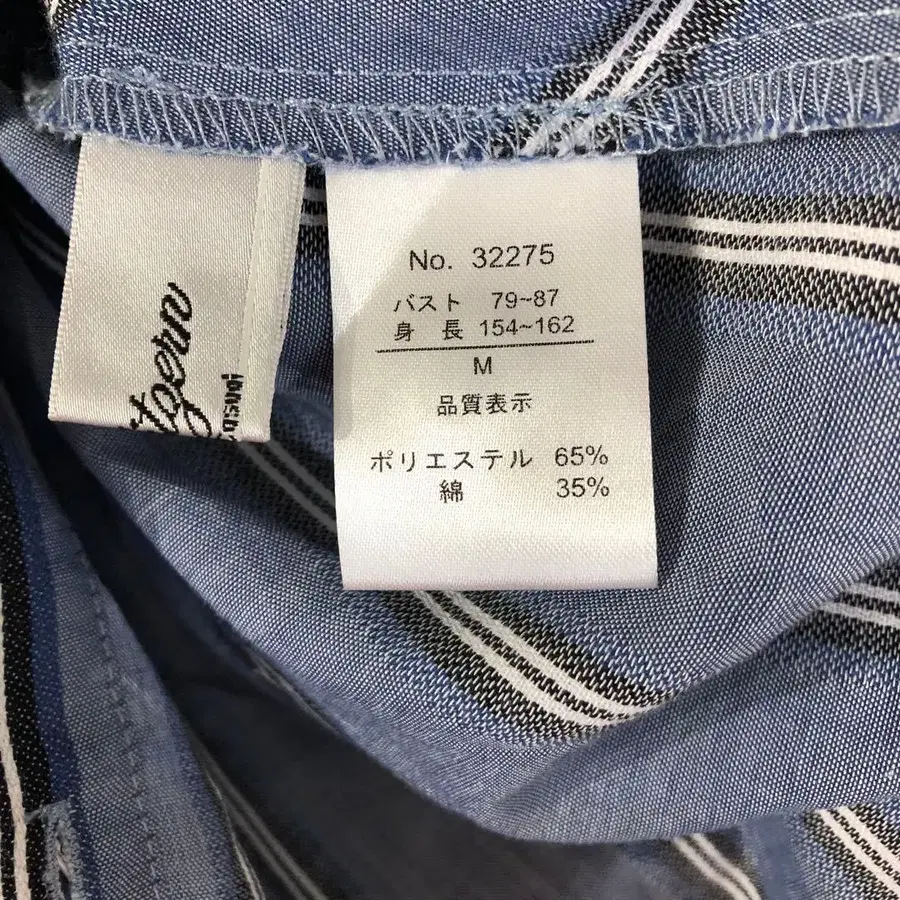 No. 32275
バスト 79~87
身 長 154~162
M
品質表示
ポリエステル 65%
綿 35%